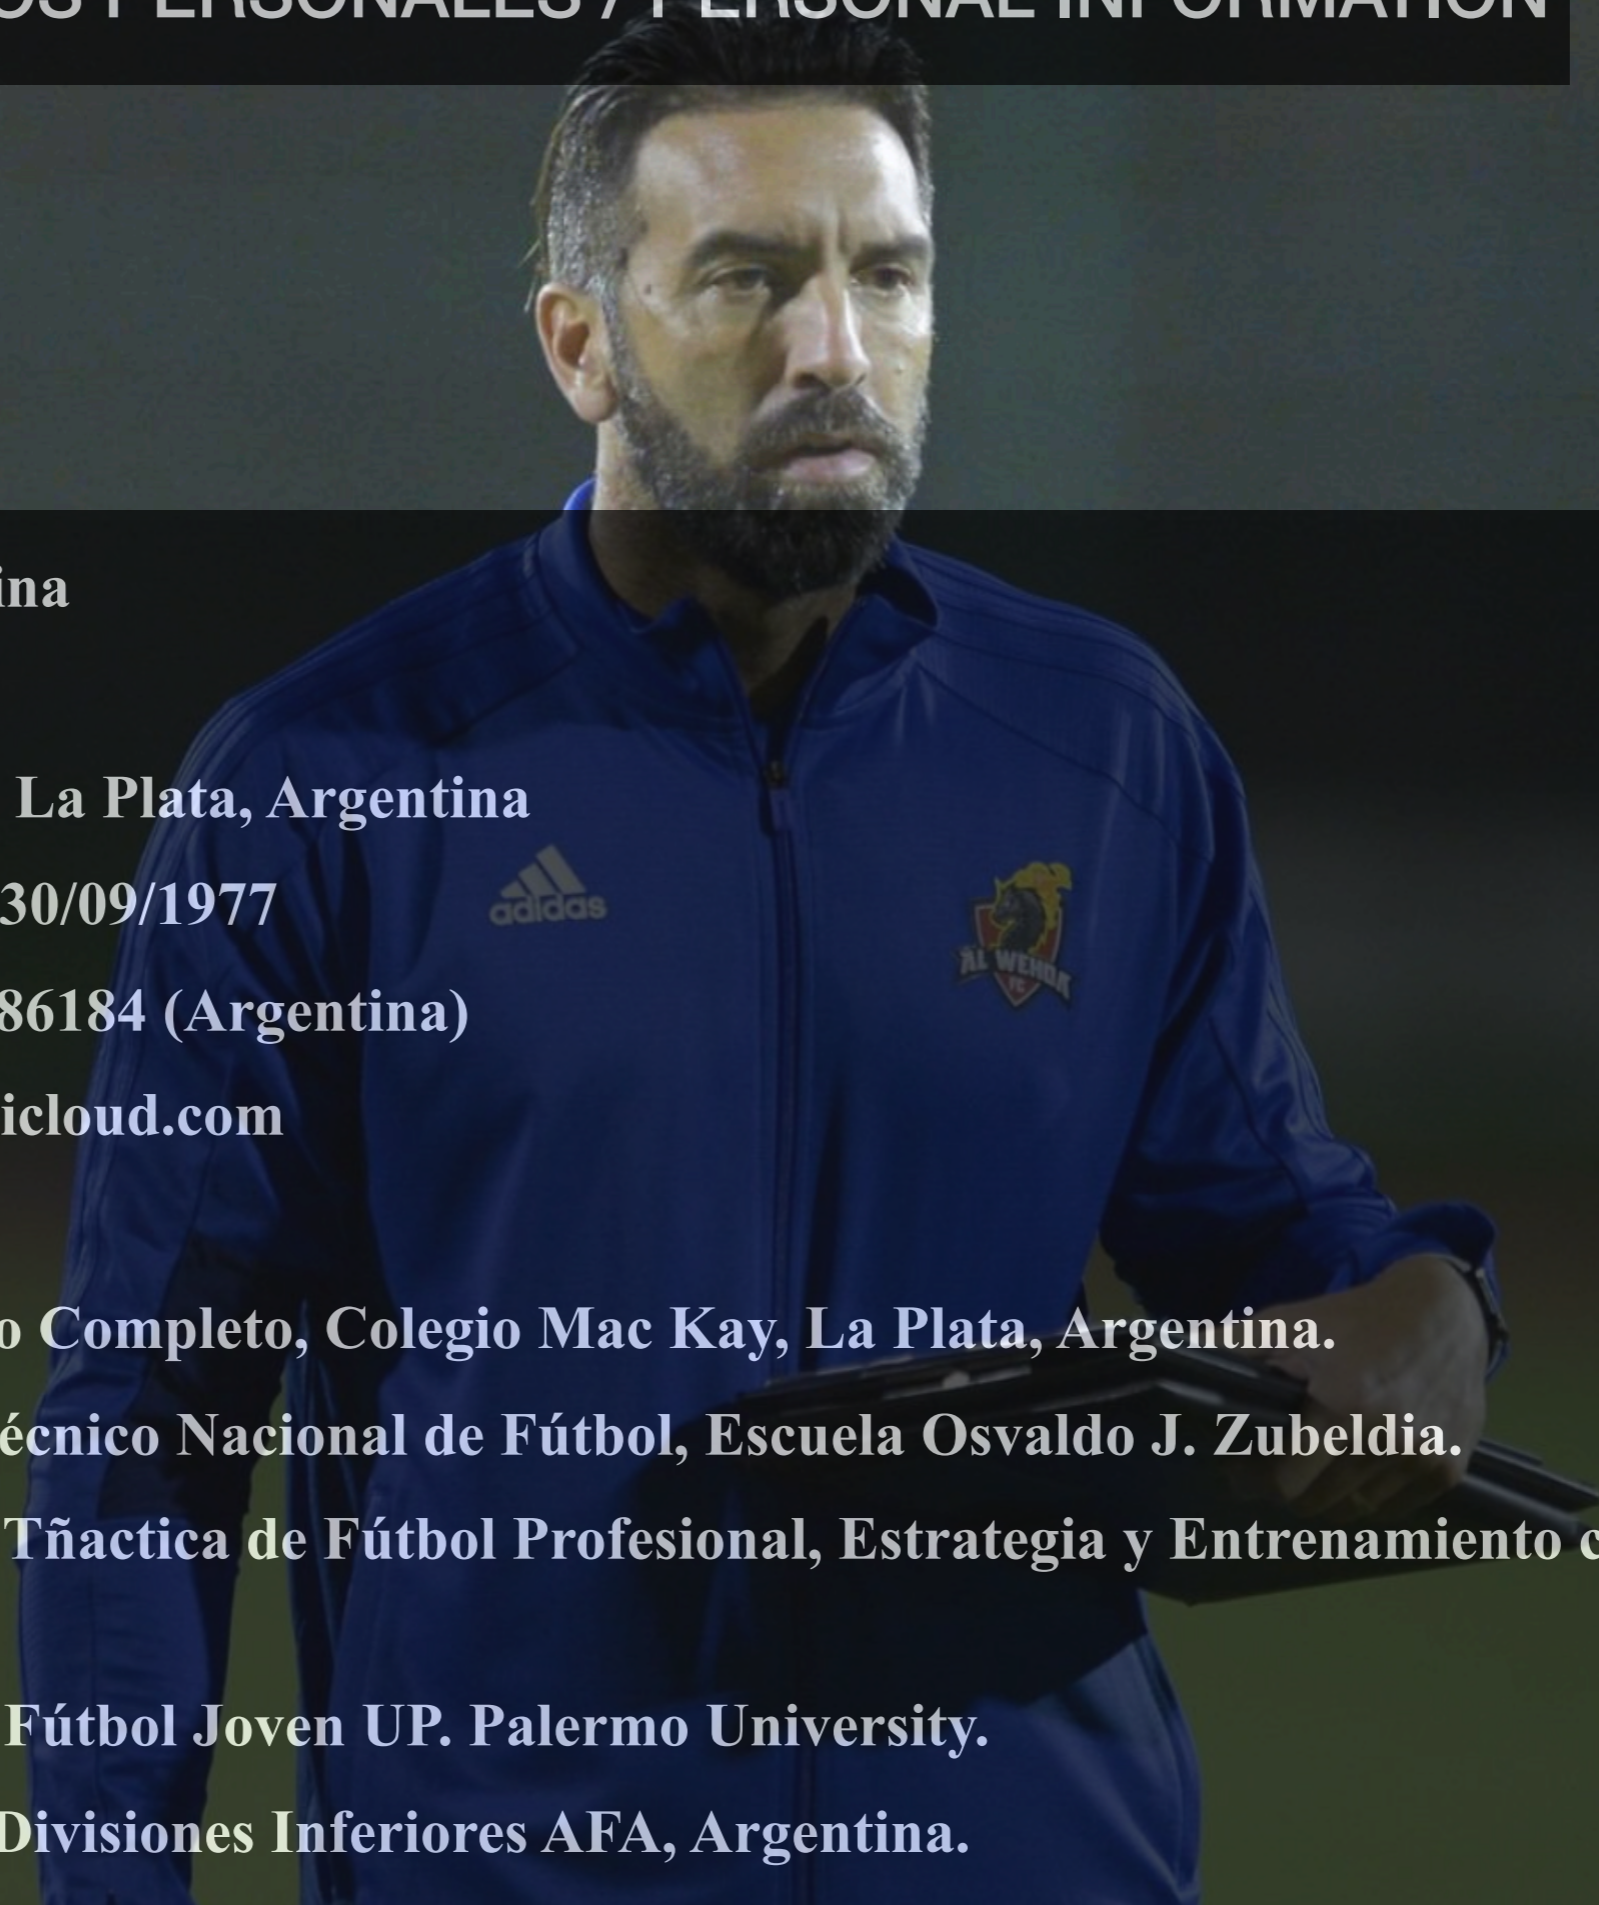 OS PERSONALES / PERSONAL INFORMATION
ina
La Plata, Argentina
30/09/1977
86184 (Argentina)
icloud.com
adidas
AL WEHDA
FC
o Completo, Colegio Mac Kay, La Plata, Argentina.
écnico Nacional de Fútbol, Escuela Osvaldo J. Zubeldia.
Tñactica de Fútbol Profesional, Estrategia y Entrenamiento c
Fútbol Joven UP. Palermo University.
Divisiones Inferiores AFA, Argentina.